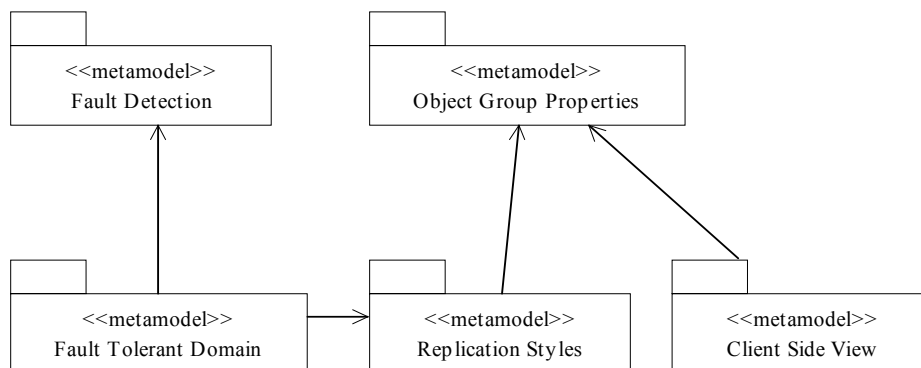 <<metamodel>>
Fault Detection
<<metamodel>>
Object Group Properties
<<metamodel>>
Fault Tolerant Domain
<<metamodel>>
Replication Styles
<<metamodel>>
Client Side View